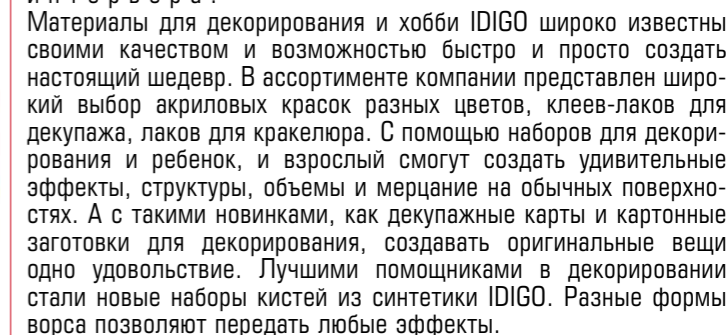 Материалы для декорирования и хобби IDIGO широко известны
своими качеством и возможностью быстро и просто создать
настоящий шедевр. В ассортименте компании представлен широ-
кий выбор акриловых красок разных цветов, клеев-лаков для
декупажа, лаков для кракелюра. С помощью наборов для декори-
рования и ребенок, и взрослый смогут создать удивительные
эффекты, структуры, объемы и мерцание на обычных поверхно-
стях. А с такими новинками, как декупажные карты и картонные
заготовки для декорирования, создавать оригинальные вещи
одно удовольствие. Лучшими помощниками в декорировании
стали новые наборы кистей из синтетики IDIGO. Разные формы
ворса позволяют передать любые эффекты.